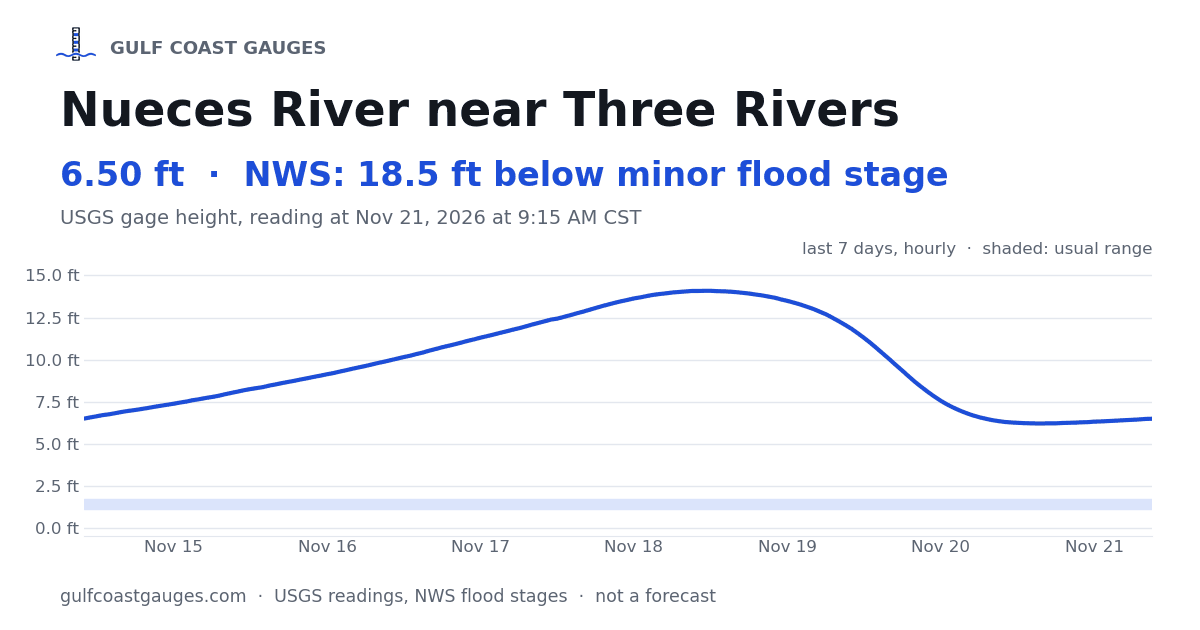 GULF COAST GAUGES
Nueces River near Three Rivers
6.50 ft · NWS: 18.5 ft below minor flood stage
USGS gage height, reading at Nov 21, 2026 at 9:15 AM CST
last 7 days, hourly · shaded: usual range
15.0 ft
12.5 ft
10.0 ft
7.5 ft
5.0 ft
2.5 ft
0.0 ft
Nov 15 Nov 16 Nov 17 Nov 18 Nov 19 Nov 20 Nov 21
gulfcoastgauges.com · USGS readings, NWS flood stages · not a forecast